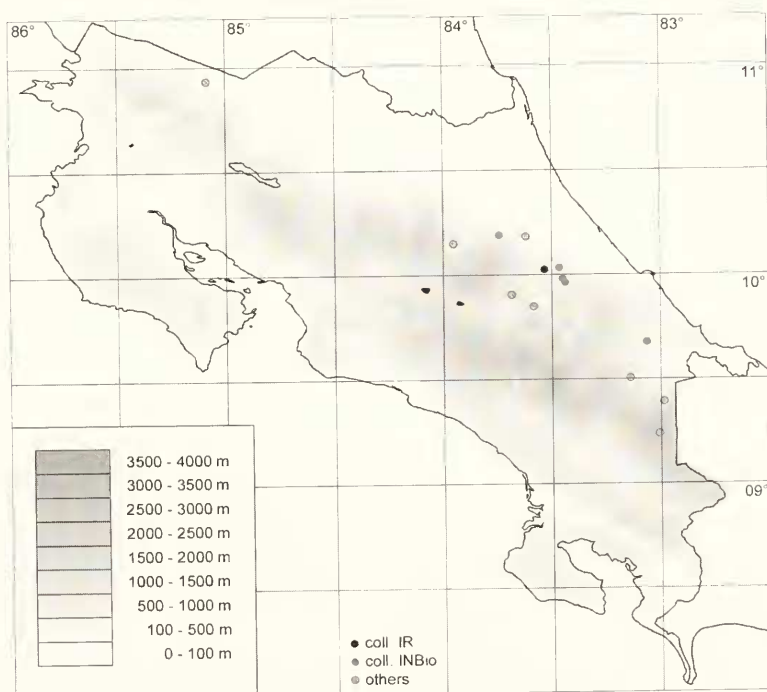 86° 85° 84° 83°
11°
10°
09°
3500 - 4000 m
3000 - 3500 m
2500 - 3000 m
2000 - 2500 m
1500 - 2000 m
1000 - 1500 m
500 - 1000 m
100 - 500 m
0 - 100 m
coll IR
coll. INBIO
others